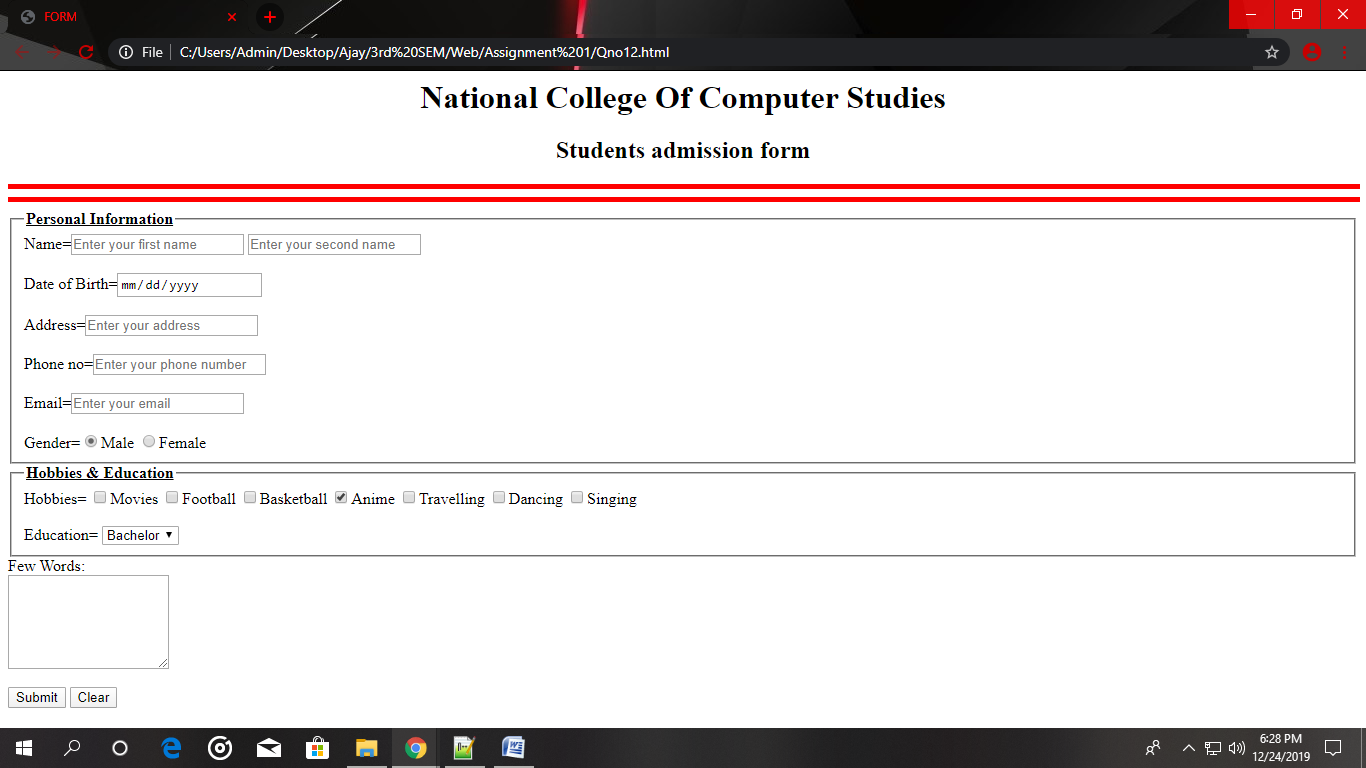 FORM
File C:/Users/Admin/Desktop/Ajay/3rd%20SEM/Web/Assignment%201/Qno12.html
National College Of Computer Studies
Students admission form
Personal Information
Name= Enter your first name Enter your second name
Date of Birth= mm/dd/yyyy
Address= Enter your address
Phone no= Enter your phone number
Email= Enter your email
Gender= Male Female
Hobbies & Education
Hobbies= Movies Football Basketball Anime Travelling Dancing Singing
Education= Bachelor
Few Words:
Submit Clear
6:28 PM
12/24/2019